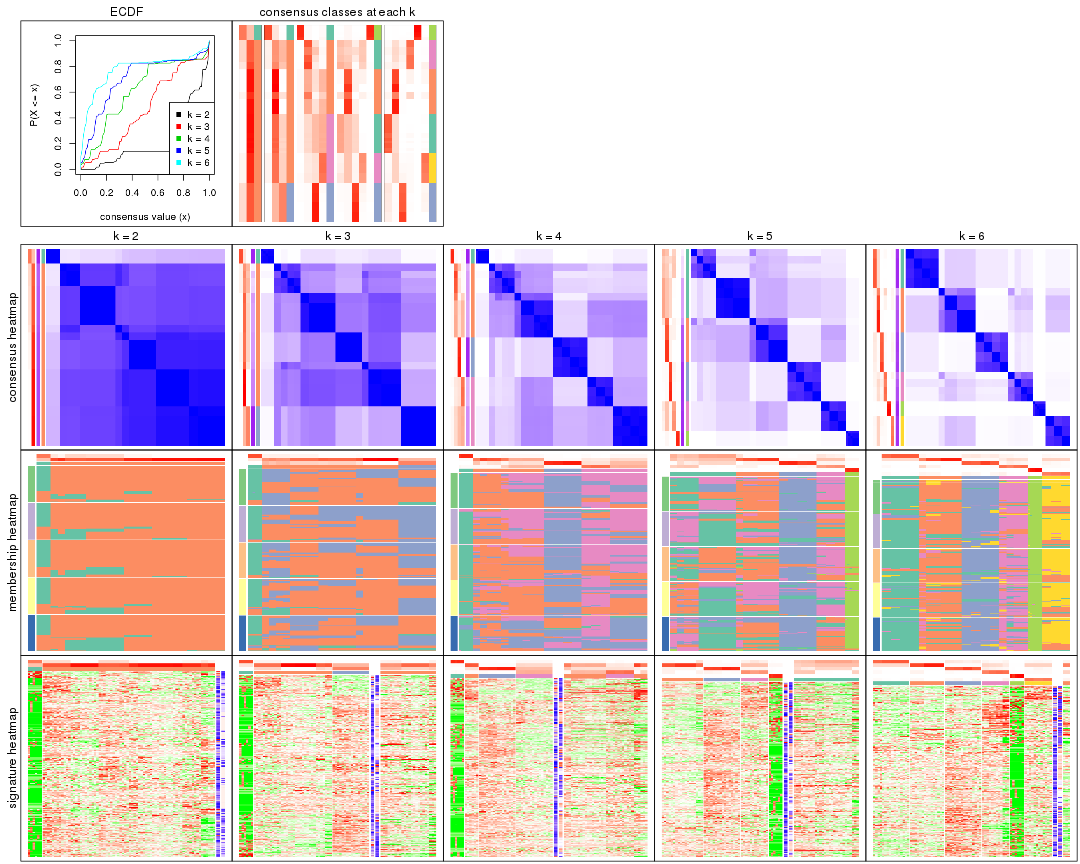 ECDF
consensus classes at each k
P(X <= x)
0.0 0.2 0.4 0.6 0.8 1.0
k = 2
k = 3
k = 4
k = 5
k = 6
0.0 0.2 0.4 0.6 0.8 1.0
consensus value (x)
k = 2
k = 3
k = 4
k = 5
k = 6
consensus heatmap
membership heatmap
signature heatmap